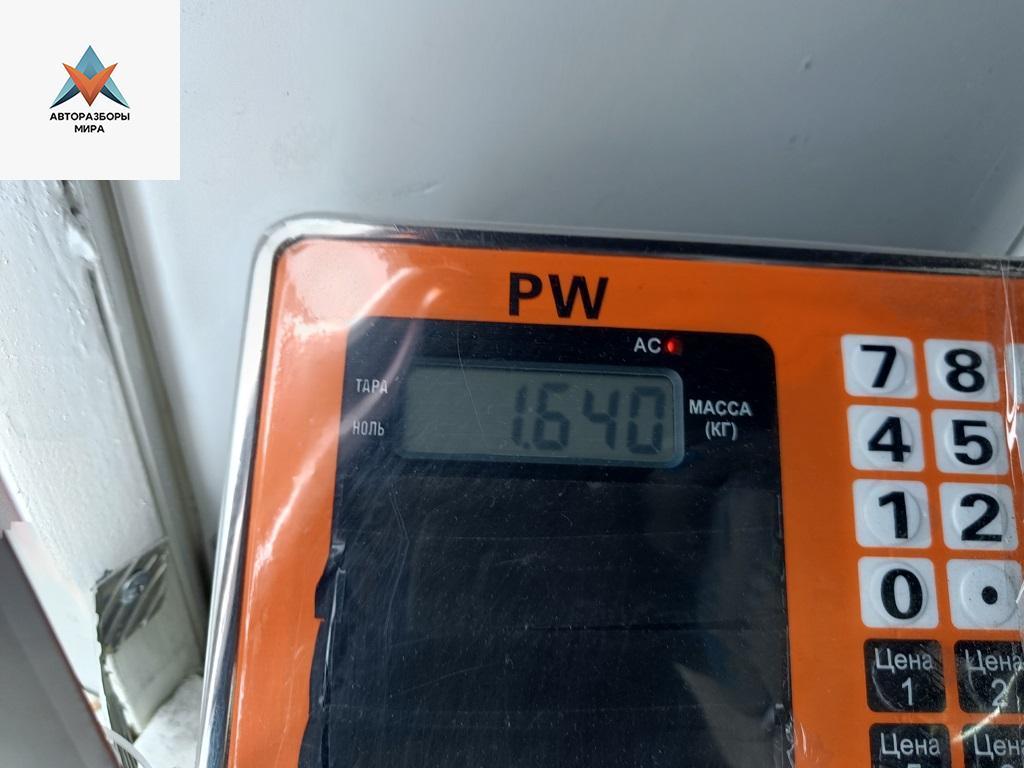 АВТОРАЗБОРЫ
МИРА
PW
AC
ТАРА
НОЛЬ
1.640
МАССА
(КГ)
7 8
4 5
1 2
0 •
Цена Цена
1 2
Цена Цена